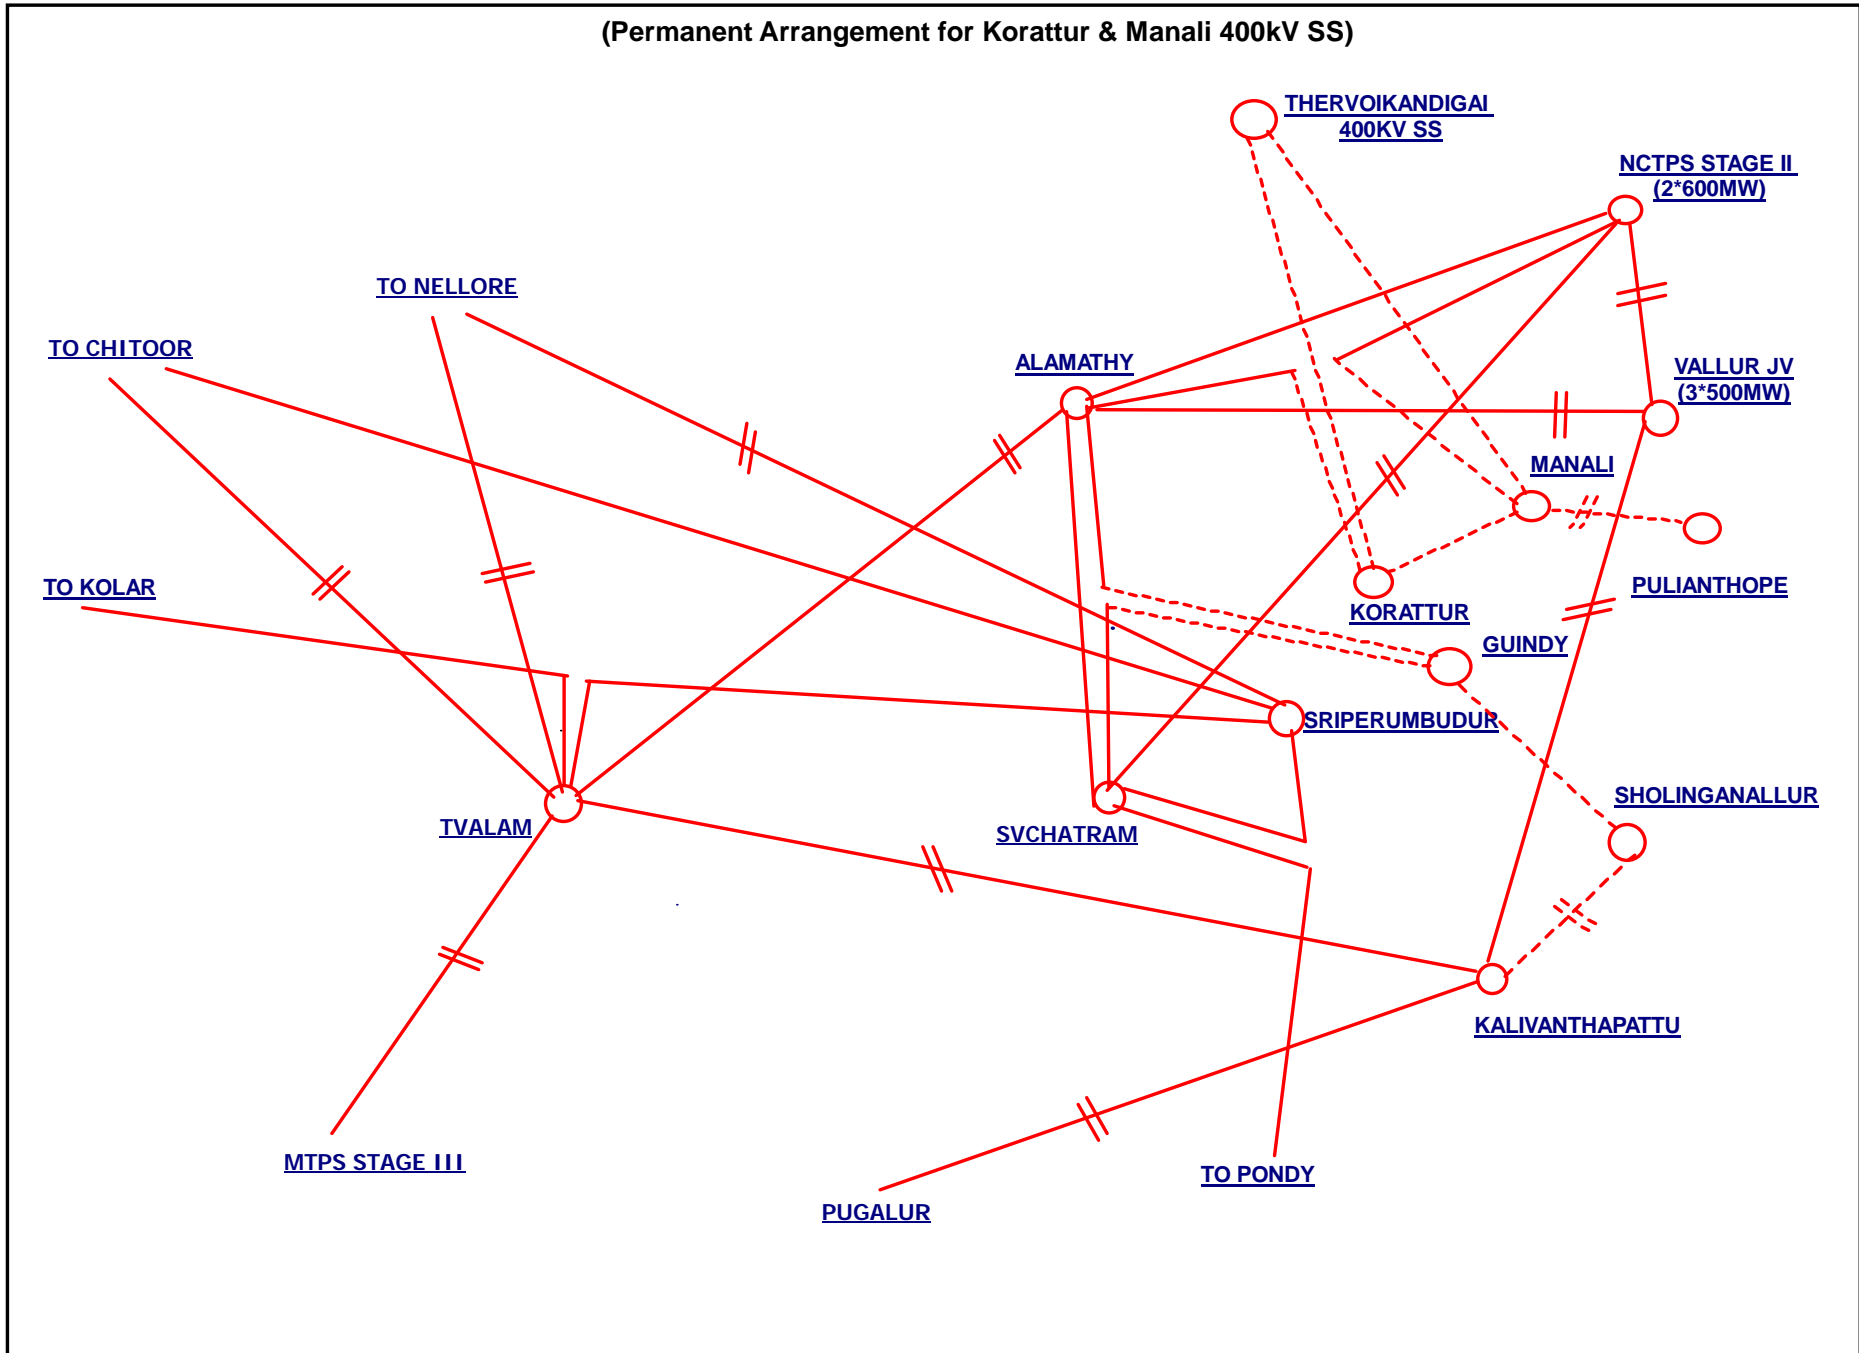 (Permanent Arrangement for Korattur & Manali 400kV SS)
THERVOIKANDIGAI
400KV SS
NCTPS STAGE II
(2*600MW)
TO NELLORE
TO CHITOOR
ALAMATHY
VALLUR JV
(3*500MW)
MANALI
TO KOLAR
PULIANTHOPE
KORATTUR
GUINDY
SRIPERUMBUDUR
SHOLINGANALLUR
TVALAM
SVCHATRAM
KALIVANTHAPATTU
MTPS STAGE III
TO PONDY
PUGALUR